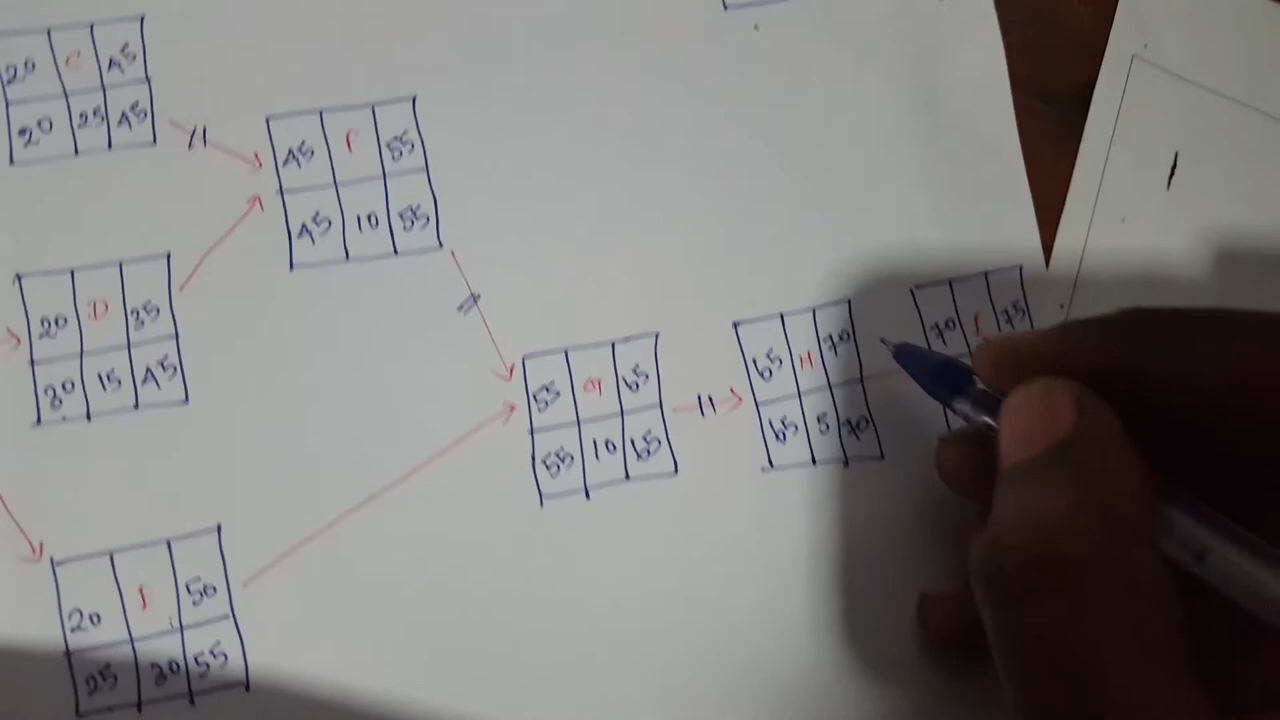 20 C 45
20 25 45
45 F 55
45 10 55
20 D 35
30 15 45
55 G 65
55 10 65
65 H 70
65 5 70
70 I 75
20 50
25 30 55